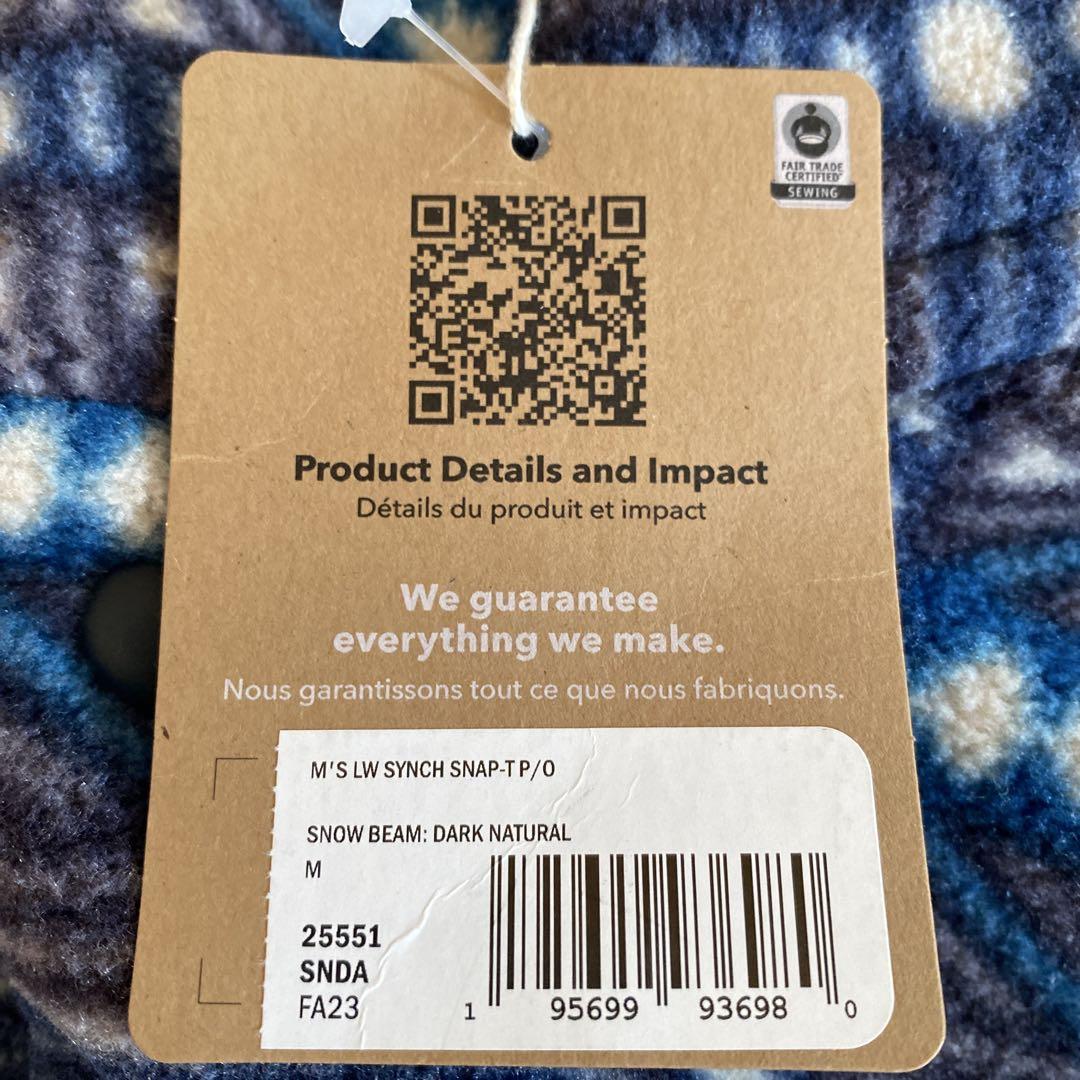 FAIR TRADE
CERTIFIED™
SEWING
Product Details and Impact
Détails du produit et impact
We guarantee
everything we make.
Nous garantissons tout ce que nous fabriquons.
M'S LW SYNCH SNAP-T P/O
SNOW BEAM: DARK NATURAL
M
25551
SNDA
FA23
1 95699 93698 0